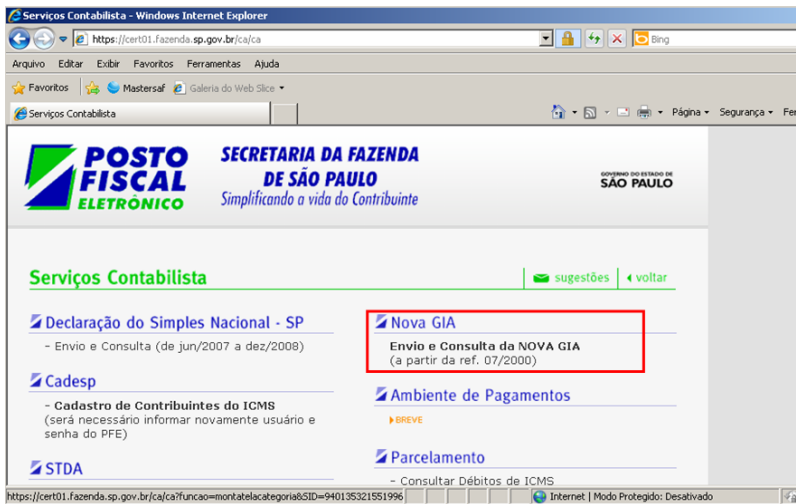 Serviços Contabilista - Windows Internet Explorer
https://cert01.fazenda.sp.gov.br/ca/ca
Bing
Arquivo Editar Exibir Favoritos Ferramentas Ajuda
Favoritos Mastersaf Galeria do Web Slice
Serviços Contabilista
Página Segurança Fer
POSTO
FISCAL
ELETRÔNICO
SECRETARIA DA FAZENDA
DE SÃO PAULO
Simplificando a vida do Contribuinte
GOVERNO DO ESTADO DE
SÃO PAULO
Serviços Contabilista
sugestões voltar
Declaração do Simples Nacional - SP
- Envio e Consulta (de jun/2007 a dez/2008)
Cadesp
- Cadastro de Contribuintes do ICMS
(será necessário informar novamente usuário e
senha do PFE)
STDA
Nova GIA
Envio e Consulta da NOVA GIA
(a partir da ref. 07/2000)
Ambiente de Pagamentos
BREVE
Parcelamento
- Consultar Débitos de ICMS
https://cert01.fazenda.sp.gov.br/ca/ca?funcao=montatelacategoria&SID=940135321551996
Internet | Modo Protegido: Desativado